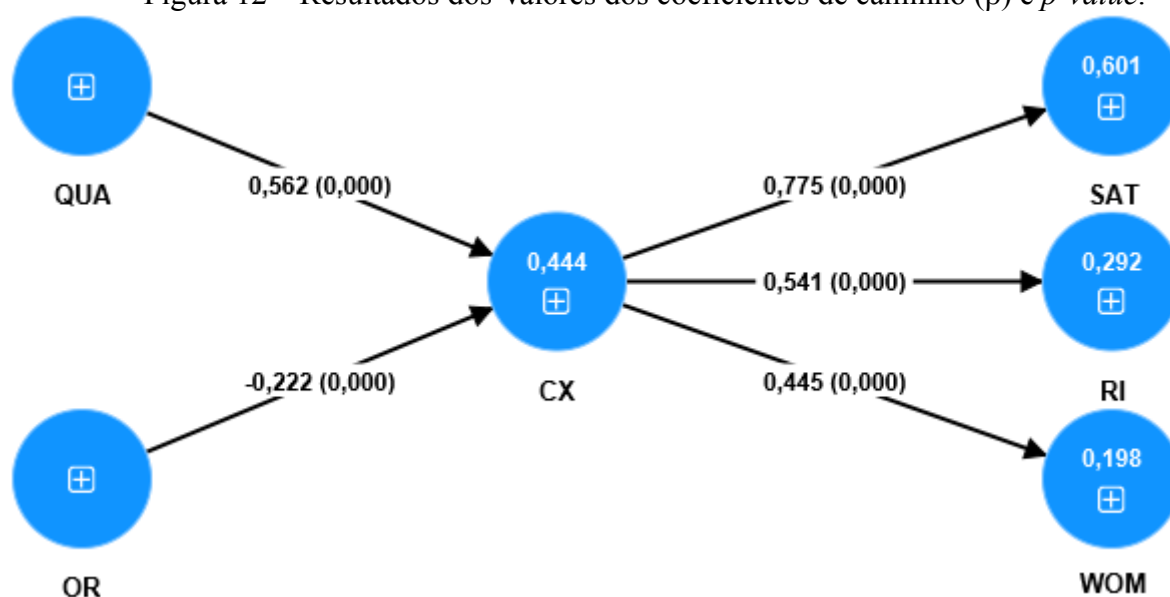 Figura 12 – Resultados dos valores dos coeficientes de caminho (β) e p-value.
0,601
QUA
SAT
0,562 (0,000)
0,775 (0,000)
0,444
0,541 (0,000)
0,292
CX
RI
-0,222 (0,000)
0,445 (0,000)
0,198
OR
WOM